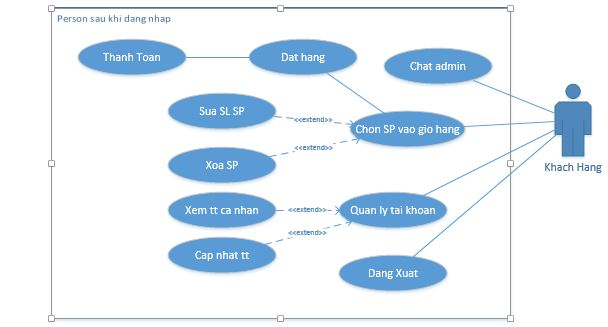 Person sau khi dang nhap
Thanh Toan
Dat hang
Chat admin
Sua SL SP
<<extend>>
Chon SP vao gio hang
<<extend>>
Xoa SP
Khach Hang
Xem tt ca nhan
<<extend>>
Quan ly tai khoan
<<extend>>
Cap nhat tt
Dang Xuat